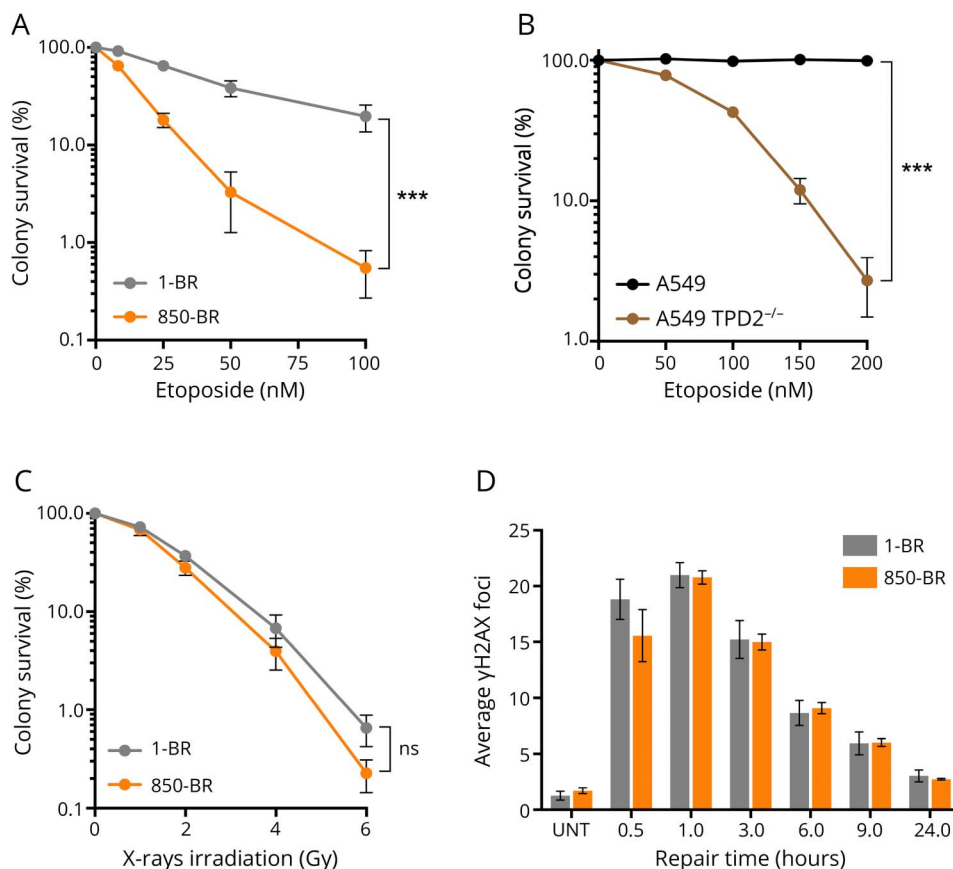 A
Colony survival (%)
100.0
10.0
1.0
0.1
0
25
50
75
100
Etoposide (nM)
1-BR
850-BR
***
B
Colony survival (%)
100.0
10.0
1.0
0
50
100
150
200
Etoposide (nM)
A549
A549 TPD2⁻/⁻
***
C
Colony survival (%)
100.0
10.0
1.0
0.1
0
2
4
6
X-rays irradiation (Gy)
1-BR
850-BR
ns
D
Average γH2AX foci
25
20
15
10
5
0
UNT
0.5
1.0
3.0
6.0
9.0
24.0
Repair time (hours)
1-BR
850-BR